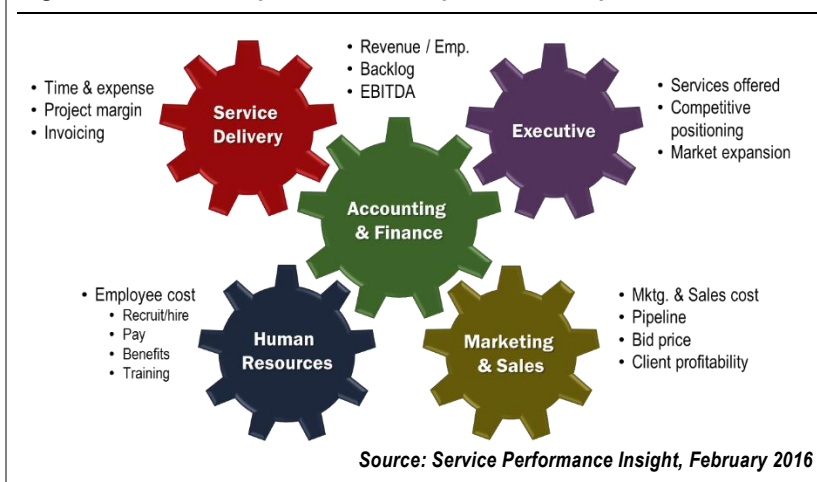 • Revenue / Emp.
• Backlog
• EBITDA
• Time & expense
• Project margin
• Invoicing
Service
Delivery
Executive
• Services offered
• Competitive
positioning
• Market expansion
Accounting
& Finance
• Employee cost
• Recruit/hire
• Pay
• Benefits
• Training
Human
Resources
Marketing
& Sales
• Mktg. & Sales cost
• Pipeline
• Bid price
• Client profitability
Source: Service Performance Insight, February 2016